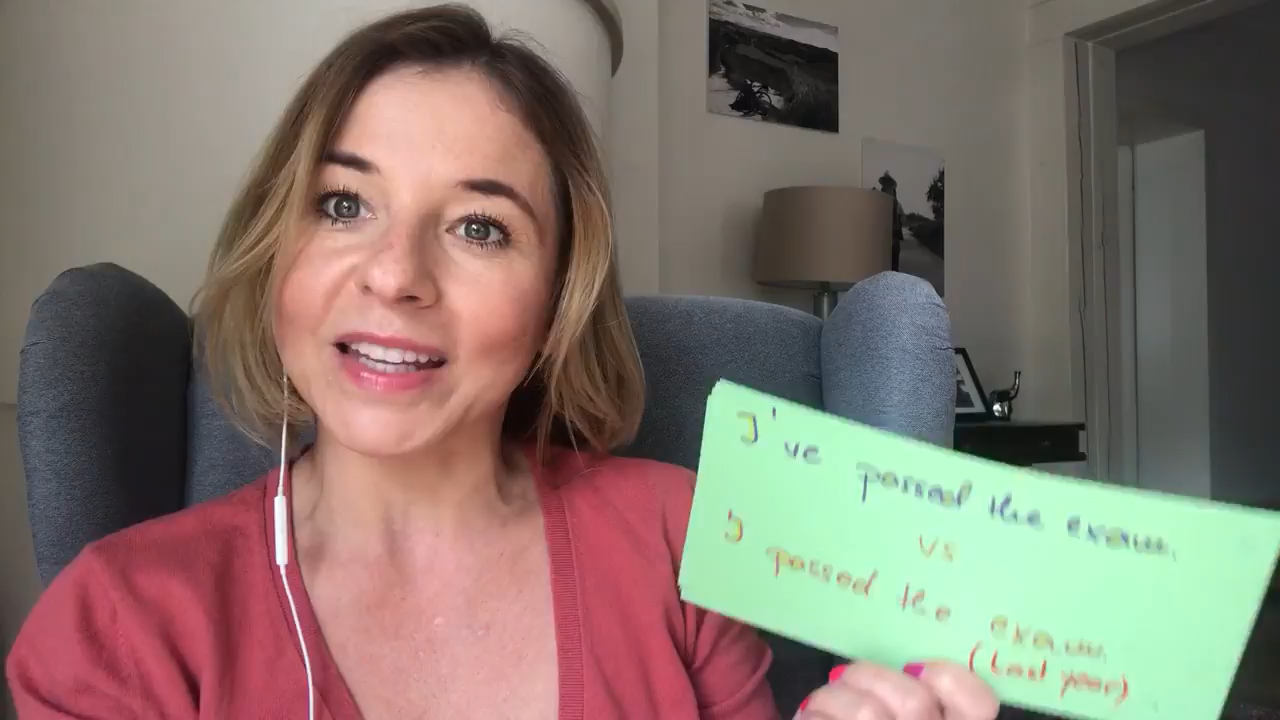 I've passed the exam.
vs
I passed the exam
(Last year)